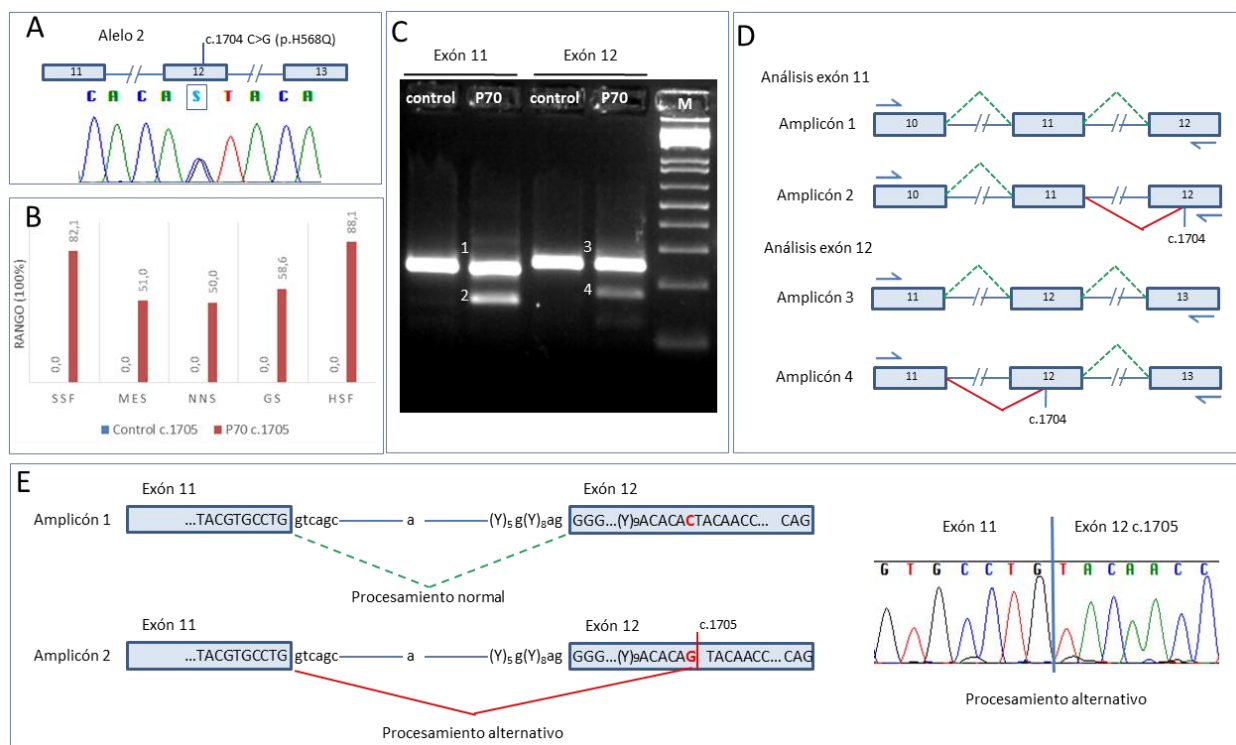 A
Alelo 2
c.1704 C>G (p.H568Q)
11 12 13
C A C A S T A C A
B
RANGO (100%)
0,0 82,1 0,0 51,0 0,0 50,0 0,0 58,6 0,0 88,1
SSF MES NNS GS HSF
Control c.1705 P70 c.1705
C
Exón 11 Exón 12
control P70 control P70 M
1 3
2 4
D
Análisis exón 11
Amplicón 1 10 11 12
Amplicón 2 10 11 12
c.1704
Análisis exón 12
Amplicón 3 11 12 13
Amplicón 4 11 12 13
c.1704
E
Exón 11 Exón 12
Amplicón 1 ...TACGTGCCTG gtcagc a (Y)5g(Y)8ag GGG...(Y)9ACACACTACAACC... CAG
Procesamiento normal
Exón 11 Exón 12 c.1705
Amplicón 2 ...TACGTGCCTG gtcagc a (Y)5g(Y)8ag GGG...(Y)9ACACAG TACAACC... CAG
Procesamiento alternativo
Exón 11 Exón 12 c.1705
G T G C C T G T A C A A C C
Procesamiento alternativo